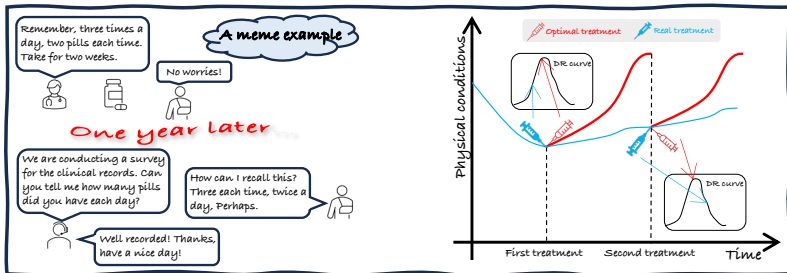 A meme example
Remember, three times a
day, two pills each time.
Take for two weeks.
No worries!
One year later
We are conducting a survey
for the clinical records. Can
you tell me how many pills
did you have each day?
How can I recall this?
Three each time, twice a
day, Perhaps.
Well recorded! Thanks,
have a nice day!
Optimal treatment
Real treatment
Physical conditions
DR curve
DR curve
First treatment
Second treatment
Time